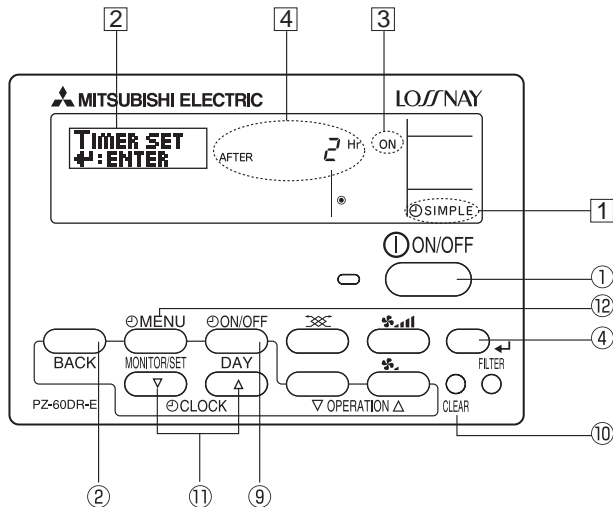 2 4 3
MITSUBISHI ELECTRIC LOSSNAY
TIMER SET
↵:ENTER
AFTER 2 Hr ON
SIMPLE 1
ON/OFF
①
⑫
MENU ON/OFF
④
BACK MONITOR/SET DAY FILTER
▽ △
PZ-60DR-E CLOCK ▽ OPERATION △ CLEAR
⑩
② ⑪ ⑨